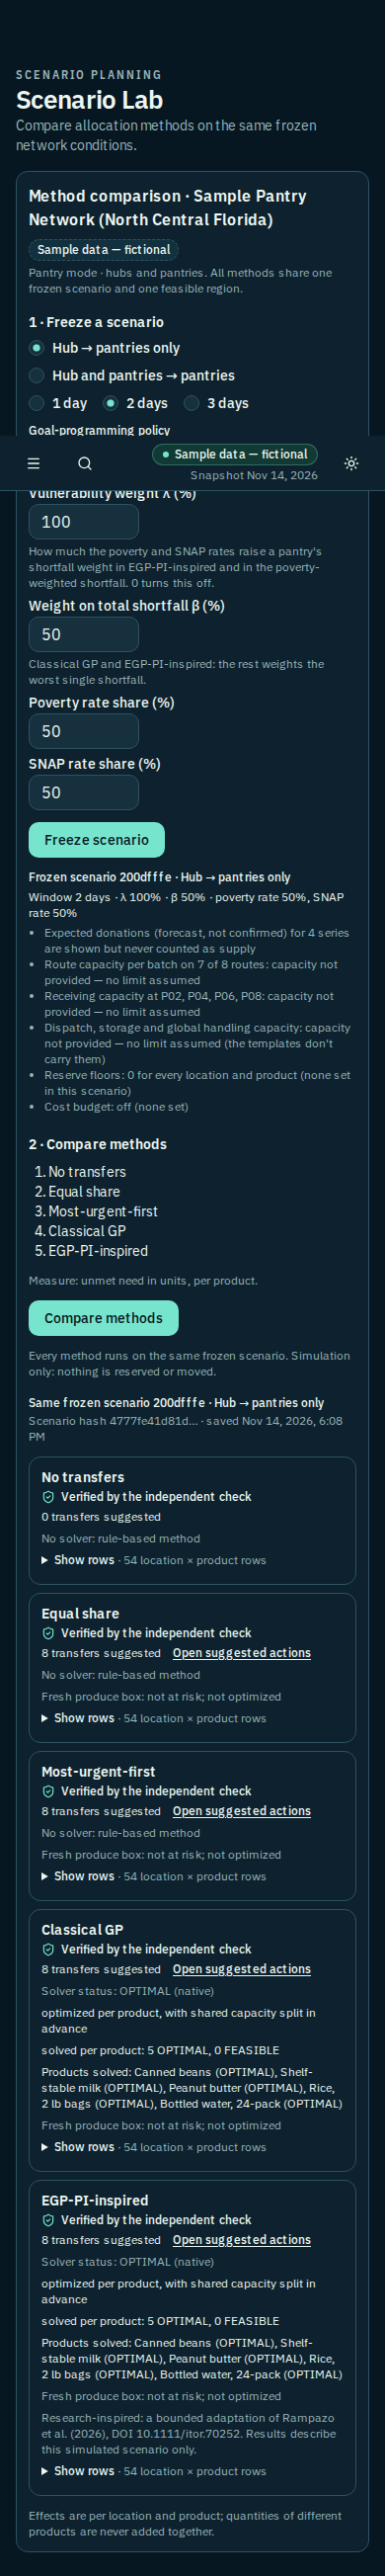 SCENARIO PLANNING
Scenario Lab
Compare allocation methods on the same frozen
network conditions.
Method comparison · Sample Pantry
Network (North Central Florida)
Sample data — fictional
Pantry mode · hubs and pantries. All methods share one
frozen scenario and one feasible region.
1 · Freeze a scenario
Hub → pantries only
Hub and pantries → pantries
1 day 2 days 3 days
Goal-programming policy
Sample data — fictional
Snapshot Nov 14, 2026
Vulnerability weight λ (%)
100
How much the poverty and SNAP rates raise a pantry's
shortfall weight in EGP-PI-inspired and in the poverty-
weighted shortfall. 0 turns this off.
Weight on total shortfall β (%)
50
Classical GP and EGP-PI-inspired: the rest weights the
worst single shortfall.
Poverty rate share (%)
50
SNAP rate share (%)
50
Freeze scenario
Frozen scenario 200dfffe · Hub → pantries only
Window 2 days · λ 100% · β 50% · poverty rate 50%, SNAP
rate 50%
• Expected donations (forecast, not confirmed) for 4 series
are shown but never counted as supply
• Route capacity per batch on 7 of 8 routes: capacity not
provided — no limit assumed
• Receiving capacity at P02, P04, P06, P08: capacity not
provided — no limit assumed
• Dispatch, storage and global handling capacity: capacity
not provided — no limit assumed (the templates don't
carry them)
• Reserve floors: 0 for every location and product (none set
in this scenario)
• Cost budget: off (none set)
2 · Compare methods
1. No transfers
2. Equal share
3. Most-urgent-first
4. Classical GP
5. EGP-PI-inspired
Measure: unmet need in units, per product.
Compare methods
Every method runs on the same frozen scenario. Simulation
only: nothing is reserved or moved.
Same frozen scenario 200dfffe · Hub → pantries only
Scenario hash 4777fe41d81d… · saved Nov 14, 2026, 6:08
PM
No transfers
Verified by the independent check
0 transfers suggested
No solver: rule-based method
Show rows · 54 location × product rows
Equal share
Verified by the independent check
8 transfers suggested Open suggested actions
No solver: rule-based method
Fresh produce box: not at risk; not optimized
Show rows · 54 location × product rows
Most-urgent-first
Verified by the independent check
8 transfers suggested Open suggested actions
No solver: rule-based method
Fresh produce box: not at risk; not optimized
Show rows · 54 location × product rows
Classical GP
Verified by the independent check
8 transfers suggested Open suggested actions
Solver status: OPTIMAL (native)
optimized per product, with shared capacity split in
advance
solved per product: 5 OPTIMAL, 0 FEASIBLE
Products solved: Canned beans (OPTIMAL), Shelf-
stable milk (OPTIMAL), Peanut butter (OPTIMAL), Rice,
2 lb bags (OPTIMAL), Bottled water, 24-pack (OPTIMAL)
Fresh produce box: not at risk; not optimized
Show rows · 54 location × product rows
EGP-PI-inspired
Verified by the independent check
8 transfers suggested Open suggested actions
Solver status: OPTIMAL (native)
optimized per product, with shared capacity split in
advance
solved per product: 5 OPTIMAL, 0 FEASIBLE
Products solved: Canned beans (OPTIMAL), Shelf-
stable milk (OPTIMAL), Peanut butter (OPTIMAL), Rice,
2 lb bags (OPTIMAL), Bottled water, 24-pack (OPTIMAL)
Fresh produce box: not at risk; not optimized
Research-inspired: a bounded adaptation of Rampazo
et al. (2026), DOI 10.1111/itor.70252. Results describe
this simulated scenario only.
Show rows · 54 location × product rows
Effects are per location and product; quantities of different
products are never added together.